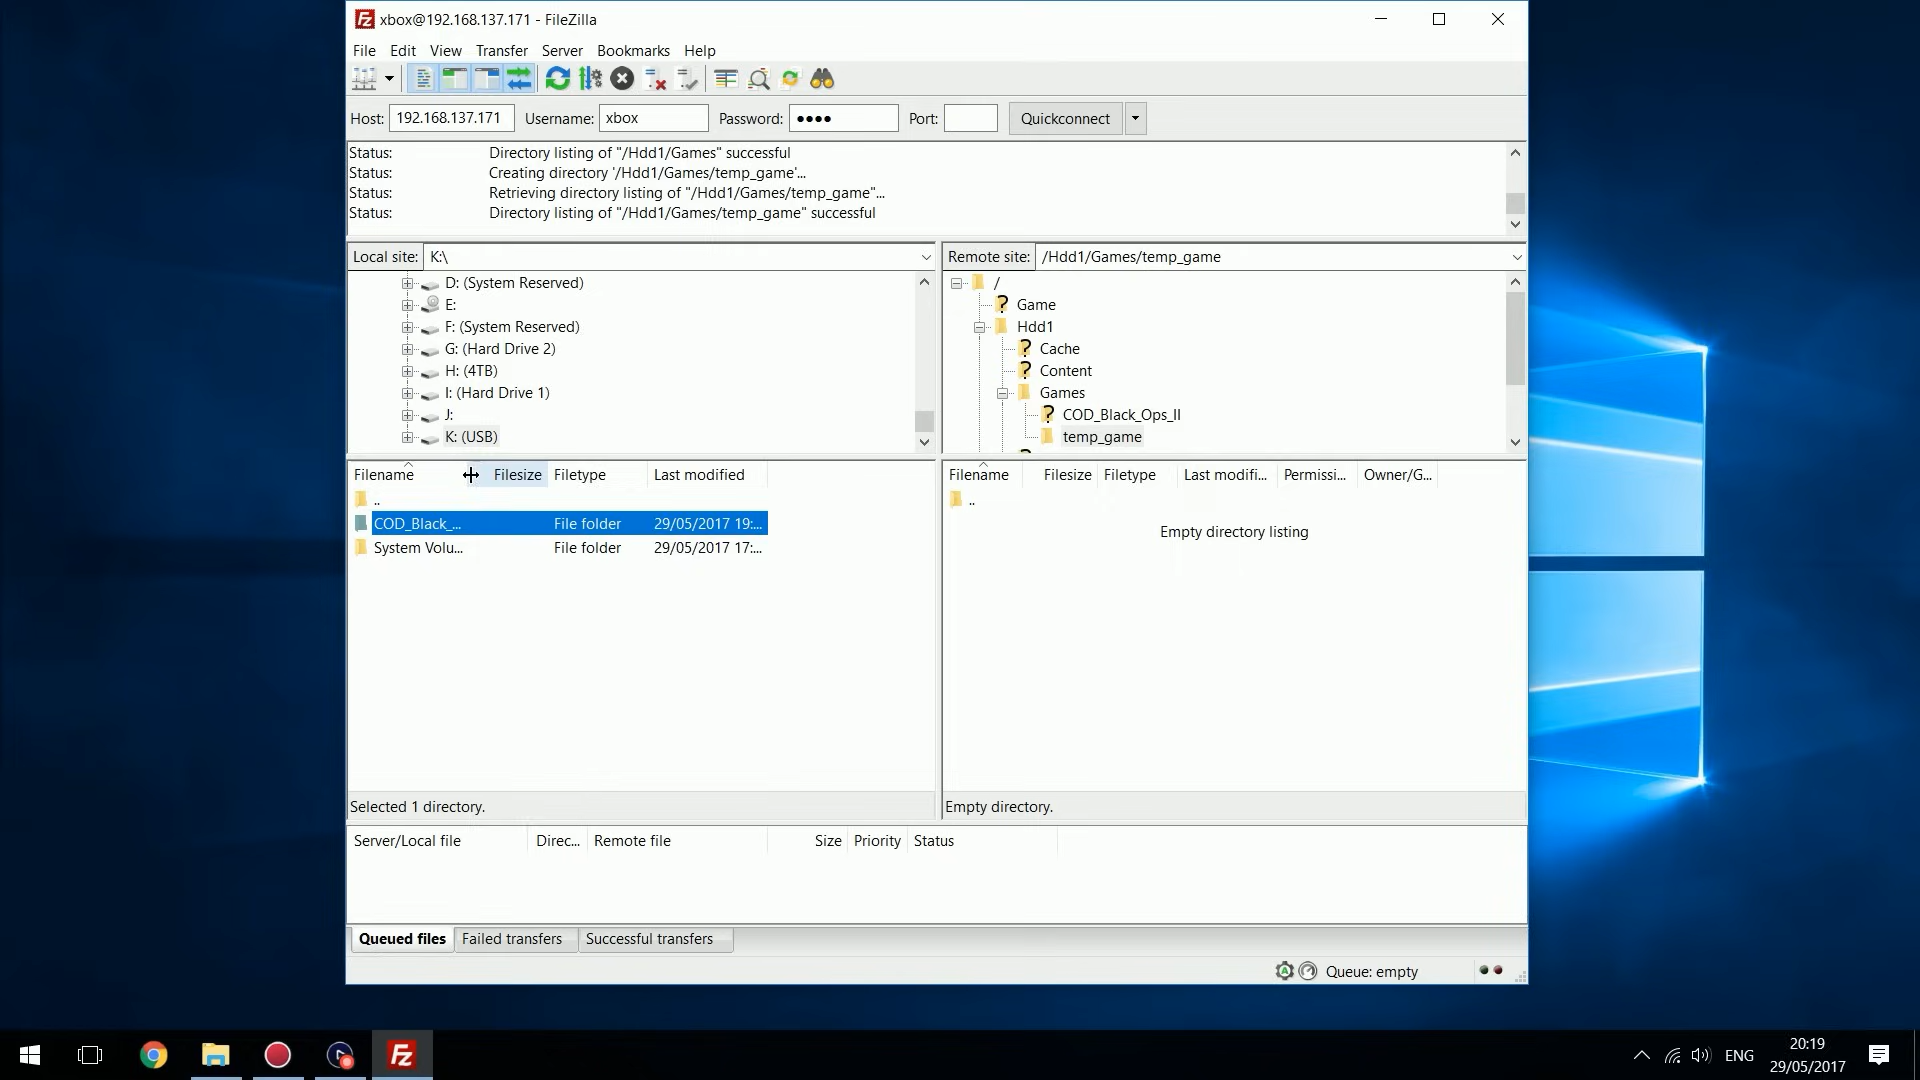 xbox@192.168.137.171 - FileZilla
File Edit View Transfer Server Bookmarks Help
Host: 192.168.137.171 Username: xbox Password: ●●●● Port: Quickconnect
Status: Directory listing of "/Hdd1/Games" successful
Status: Creating directory '/Hdd1/Games/temp_game'...
Status: Retrieving directory listing of "/Hdd1/Games/temp_game"...
Status: Directory listing of "/Hdd1/Games/temp_game" successful
Local site: K:\
D: (System Reserved)
E:
F: (System Reserved)
G: (Hard Drive 2)
H: (4TB)
I: (Hard Drive 1)
J:
K: (USB)
Remote site: /Hdd1/Games/temp_game
/
Game
Hdd1
Cache
Content
Games
COD_Black_Ops_II
temp_game
Filename Filesize Filetype Last modified
..
COD_Black_... File folder 29/05/2017 19:...
System Volu... File folder 29/05/2017 17:...
Selected 1 directory.
Filename Filesize Filetype Last modifi... Permissi... Owner/G...
..
Empty directory listing
Empty directory.
Server/Local file Direc... Remote file Size Priority Status
Queued files Failed transfers Successful transfers
Queue: empty
ENG
20:19
29/05/2017